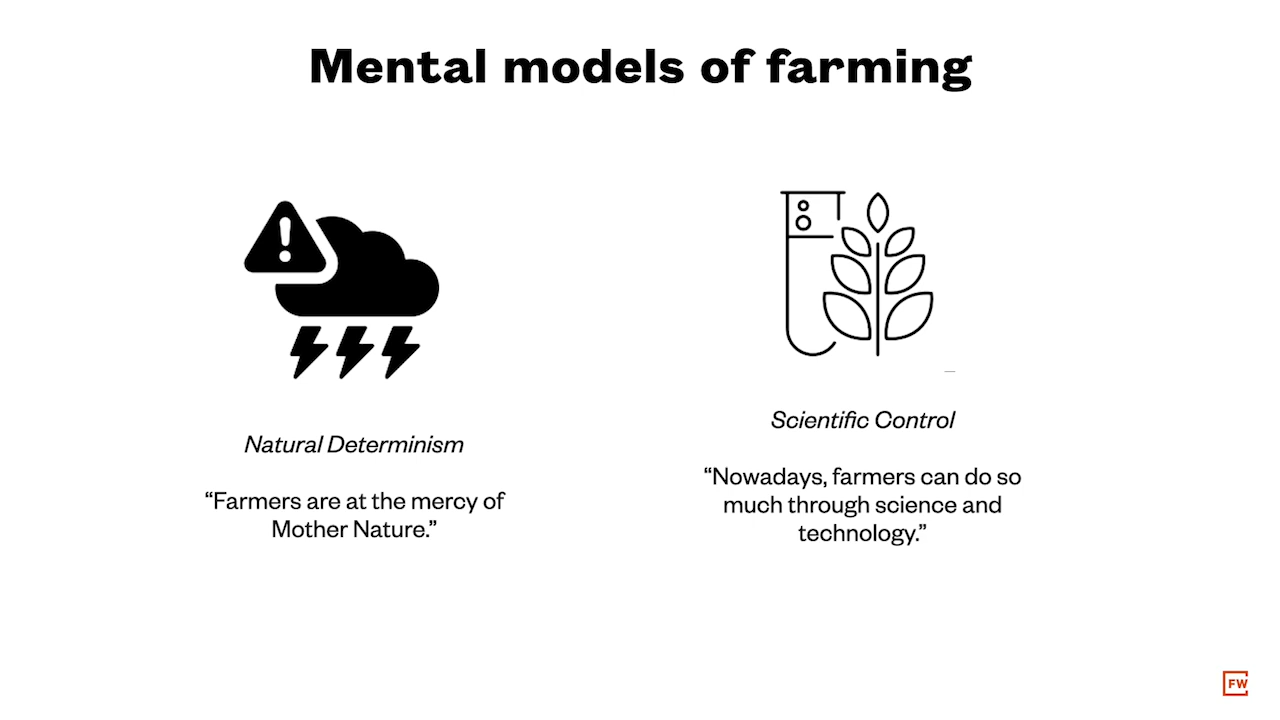 Mental models of farming
Natural Determinism
“Farmers are at the mercy of
Mother Nature.”
Scientific Control
“Nowadays, farmers can do so
much through science and
technology.”
FW